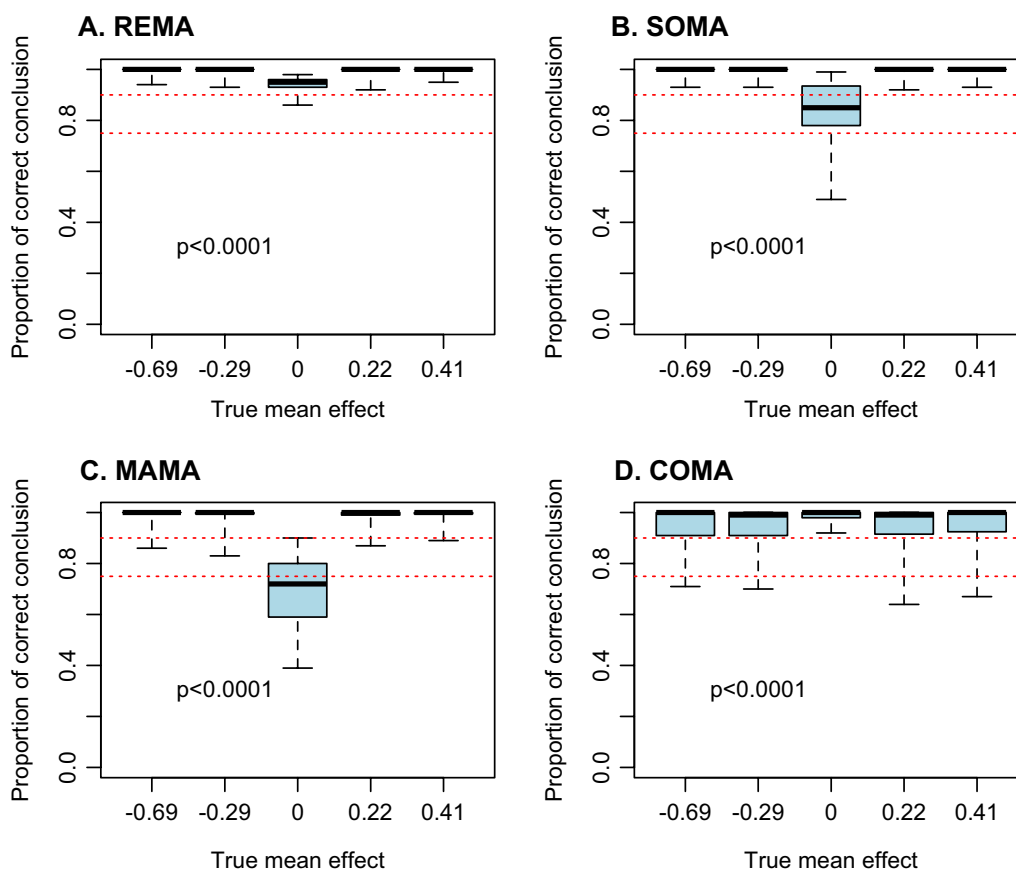 A. REMA
Proportion of correct conclusion
0.0
0.4
0.8
p<0.0001
-0.69 -0.29 0 0.22 0.41
True mean effect
B. SOMA
Proportion of correct conclusion
0.0
0.4
0.8
p<0.0001
-0.69 -0.29 0 0.22 0.41
True mean effect
C. MAMA
Proportion of correct conclusion
0.0
0.4
0.8
p<0.0001
-0.69 -0.29 0 0.22 0.41
True mean effect
D. COMA
Proportion of correct conclusion
0.0
0.4
0.8
p<0.0001
-0.69 -0.29 0 0.22 0.41
True mean effect